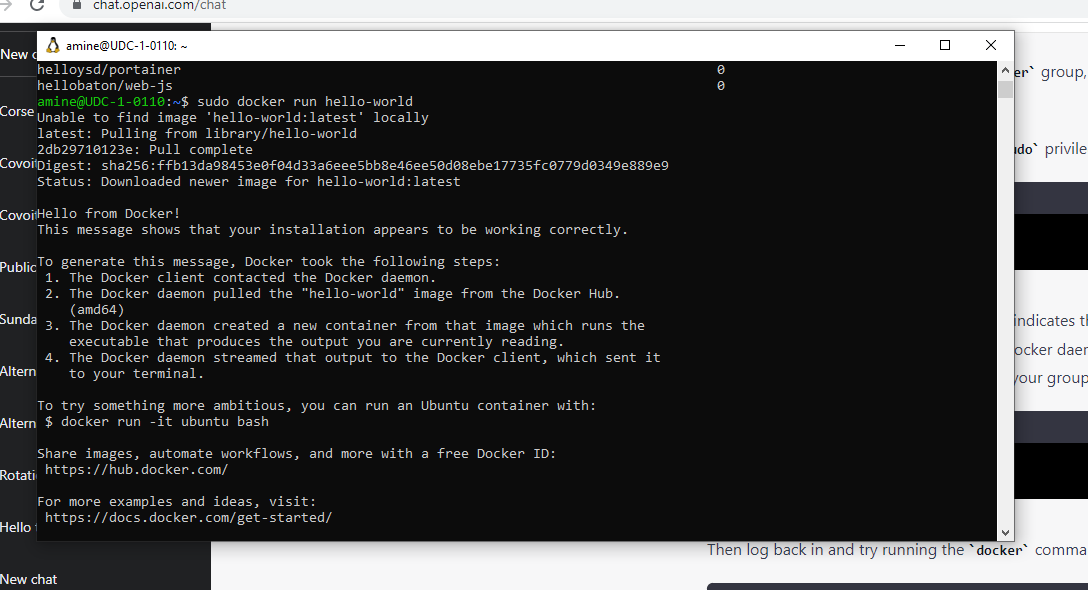 chat.openai.com/chat
New c
Corse
Covoit
Covoit
Public
Sunda
Altern
Altern
Rotati
Hello
New chat
amine@UDC-1-0110: ~
helloysd/portainer 0
hellobaton/web-js 0
amine@UDC-1-0110:~$ sudo docker run hello-world
Unable to find image 'hello-world:latest' locally
latest: Pulling from library/hello-world
2db29710123e: Pull complete
Digest: sha256:ffb13da98453e0f04d33a6eee5bb8e46ee50d08ebe17735fc0779d0349e889e9
Status: Downloaded newer image for hello-world:latest
Hello from Docker!
This message shows that your installation appears to be working correctly.
To generate this message, Docker took the following steps:
1. The Docker client contacted the Docker daemon.
2. The Docker daemon pulled the "hello-world" image from the Docker Hub.
(amd64)
3. The Docker daemon created a new container from that image which runs the
executable that produces the output you are currently reading.
4. The Docker daemon streamed that output to the Docker client, which sent it
to your terminal.
To try something more ambitious, you can run an Ubuntu container with:
$ docker run -it ubuntu bash
Share images, automate workflows, and more with a free Docker ID:
https://hub.docker.com/
For more examples and ideas, visit:
https://docs.docker.com/get-started/
er` group,
udo` privile
indicates th
ocker daem
your group
Then log back in and try running the `docker` comma